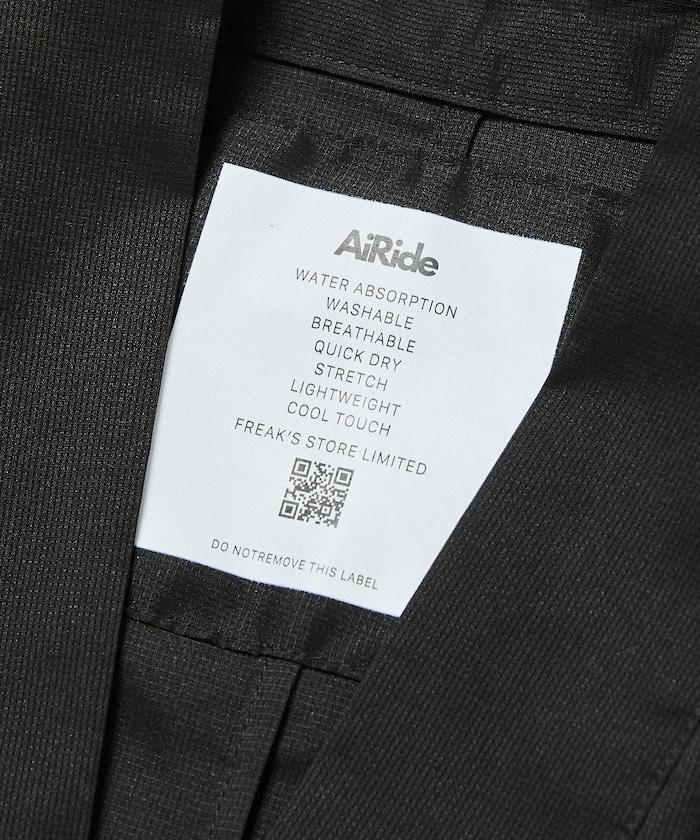 AiRide
WATER ABSORPTION
WASHABLE
BREATHABLE
QUICK DRY
STRETCH
LIGHTWEIGHT
COOL TOUCH
FREAK'S STORE LIMITED
DO NOTREMOVE THIS LABEL